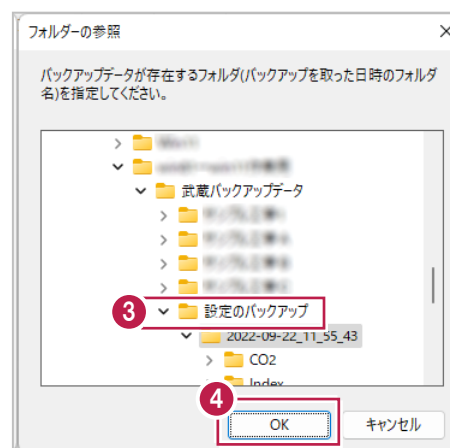 フォルダーの参照
バックアップデータが存在するフォルダ(バックアップを取った日時のフォルダ
名)を指定してください。
武蔵バックアップデータ
3 設定のバックアップ
2022-09-22_11_55_43
CO2
Index
4
OK キャンセル